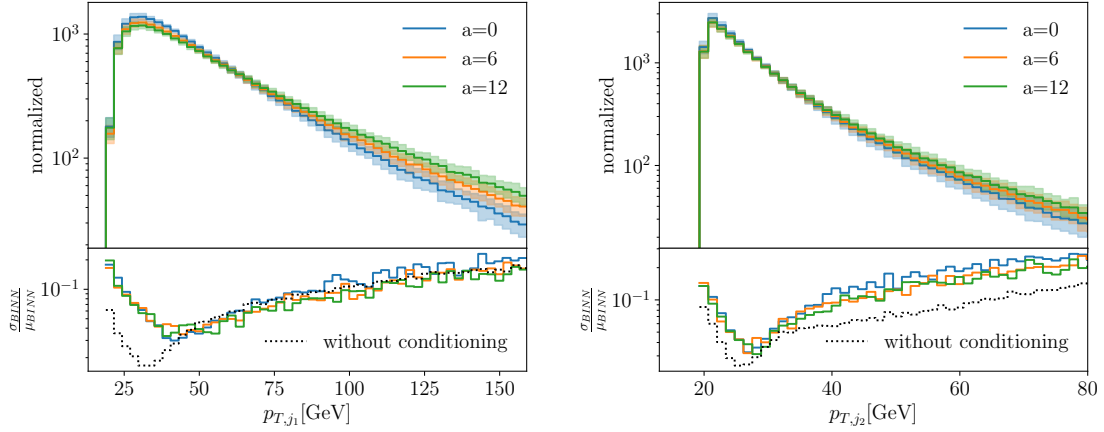 normalized
10³
10²
a=0
a=6
a=12
σ_BINN
μ_BINN
10⁻¹
without conditioning
25 50 75 100 125 150
p_{T,j₁}[GeV]
normalized
10³
10²
a=0
a=6
a=12
σ_BINN
μ_BINN
10⁻¹
without conditioning
20 40 60 80
p_{T,j₂}[GeV]